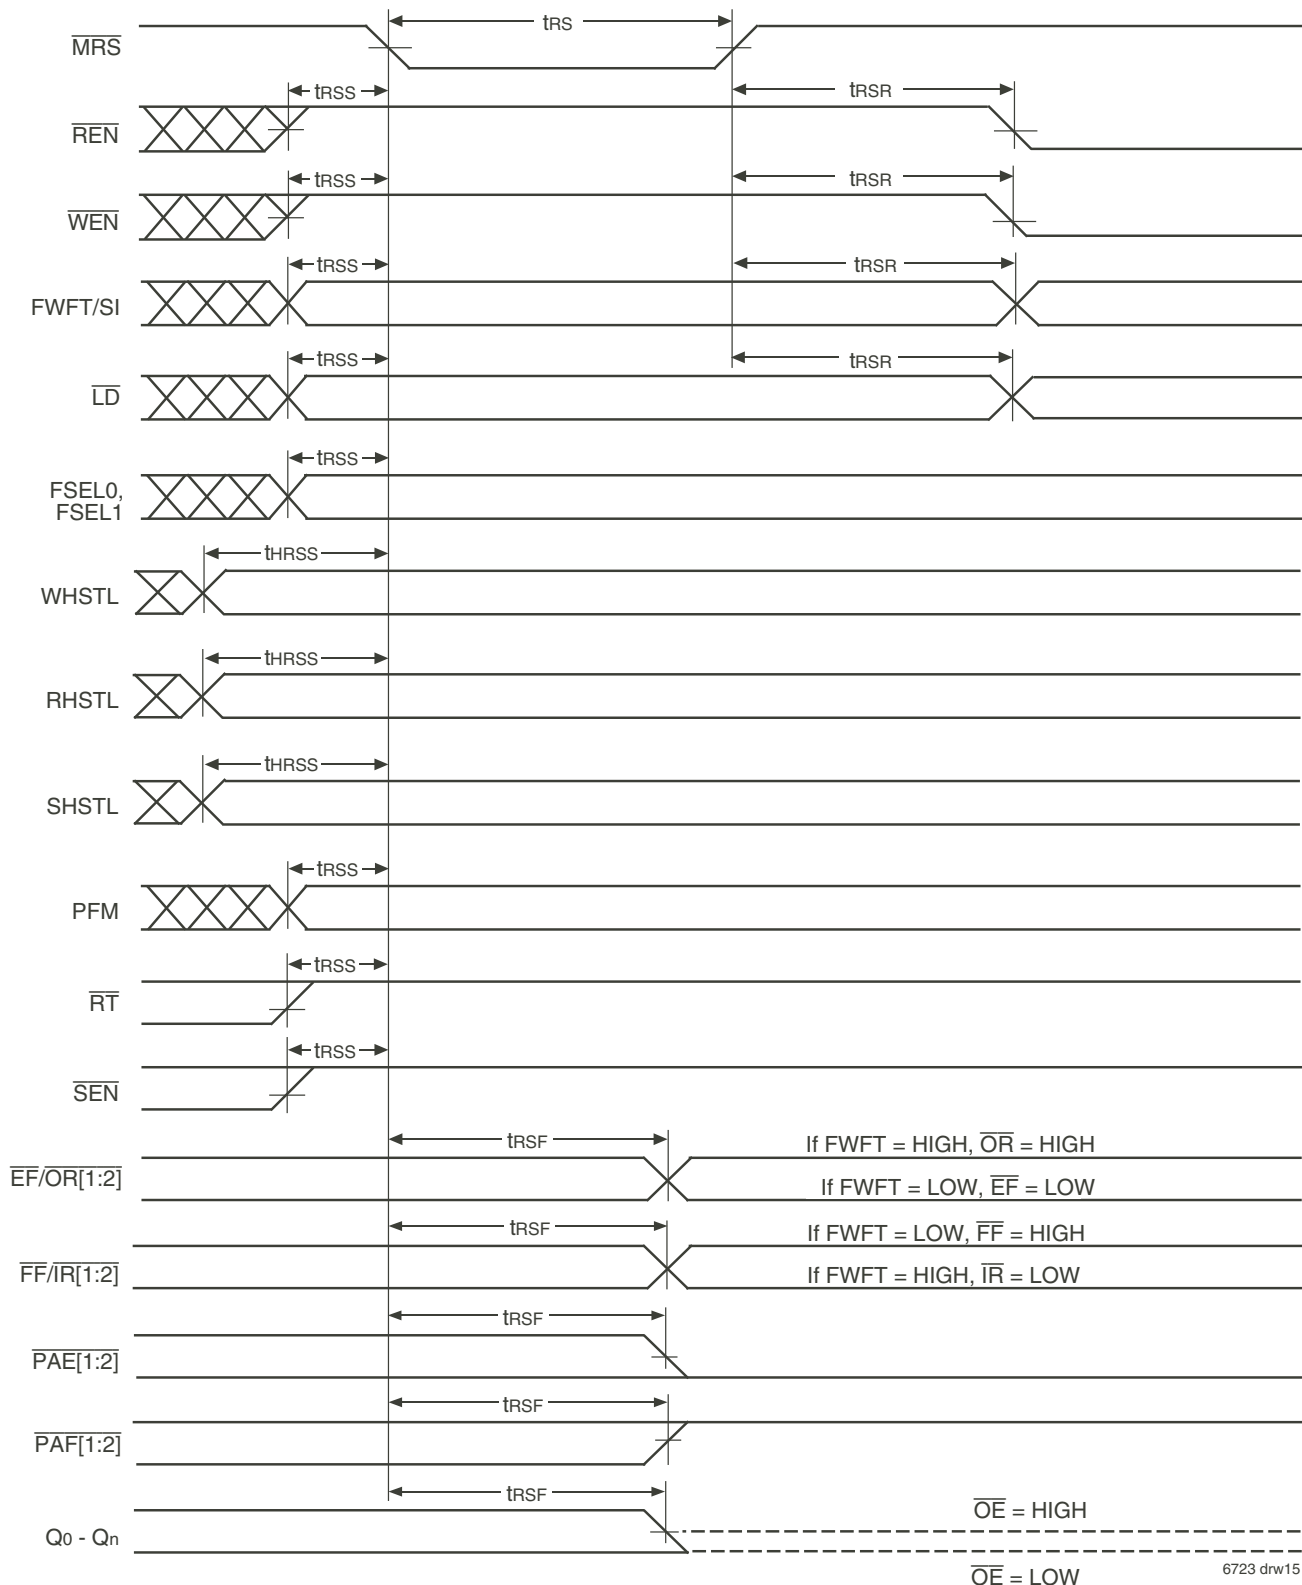 tRS
MRS
tRSS
tRSR
REN
tRSS
tRSR
WEN
tRSS
tRSR
FWFT/SI
tRSS
tRSR
LD
tRSS
FSEL0,
FSEL1
tHRSS
WHSTL
tHRSS
RHSTL
tHRSS
SHSTL
tRSS
PFM
tRSS
RT
tRSS
SEN
tRSF
If FWFT = HIGH, OR = HIGH
EF/OR[1:2]
If FWFT = LOW, EF = LOW
tRSF
If FWFT = LOW, FF = HIGH
FF/IR[1:2]
If FWFT = HIGH, IR = LOW
tRSF
PAE[1:2]
tRSF
PAF[1:2]
tRSF
OE = HIGH
Q0 - Qn
OE = LOW
6723 drw15